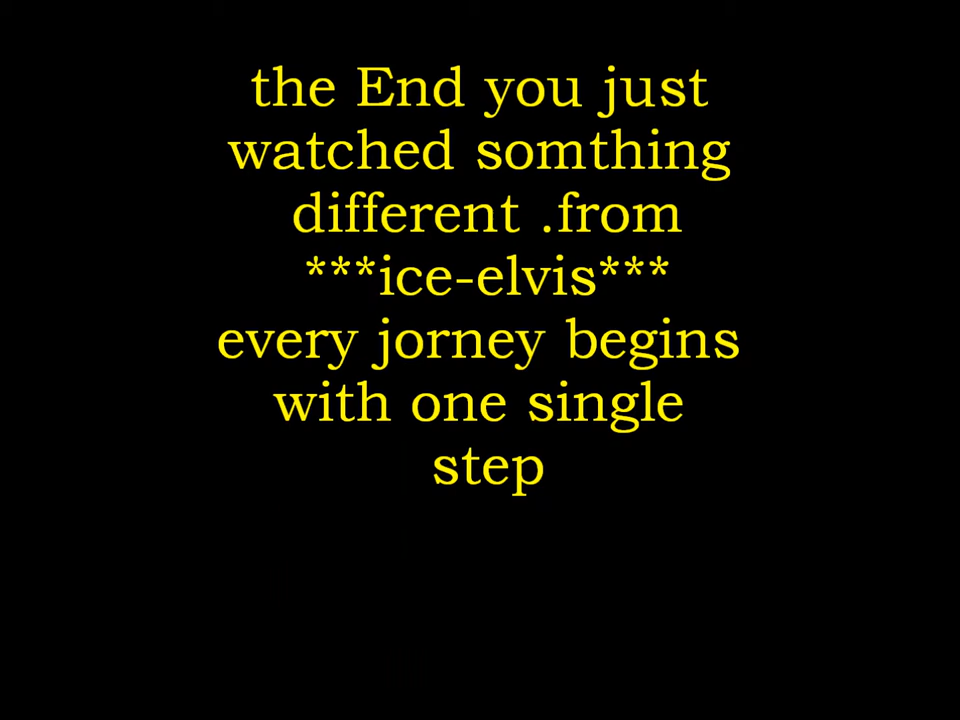 the End you just
watched somthing
different .from
***ice-elvis***
every jorney begins
with one single
step